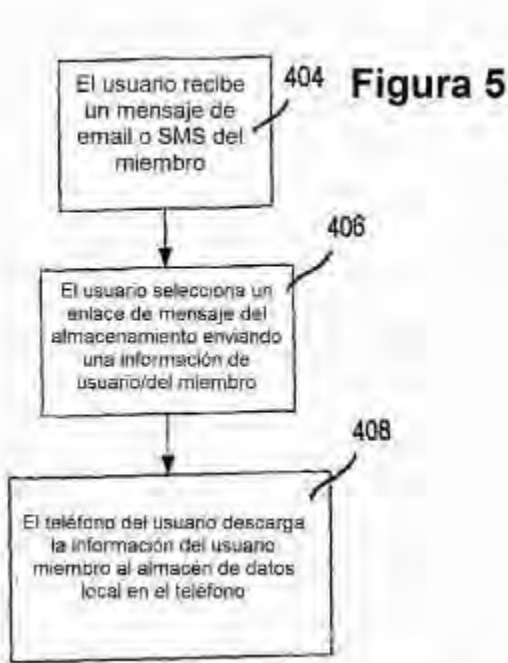 El usuario recibe
un mensaje de
email o SMS del
miembro
404
Figura 5
406
El usuario selecciona un
enlace de mensaje del
almacenamiento enviando
una información de
usuario/del miembro
408
El teléfono del usuario descarga
la información del usuario
miembro al almacén de datos
local en el teléfono